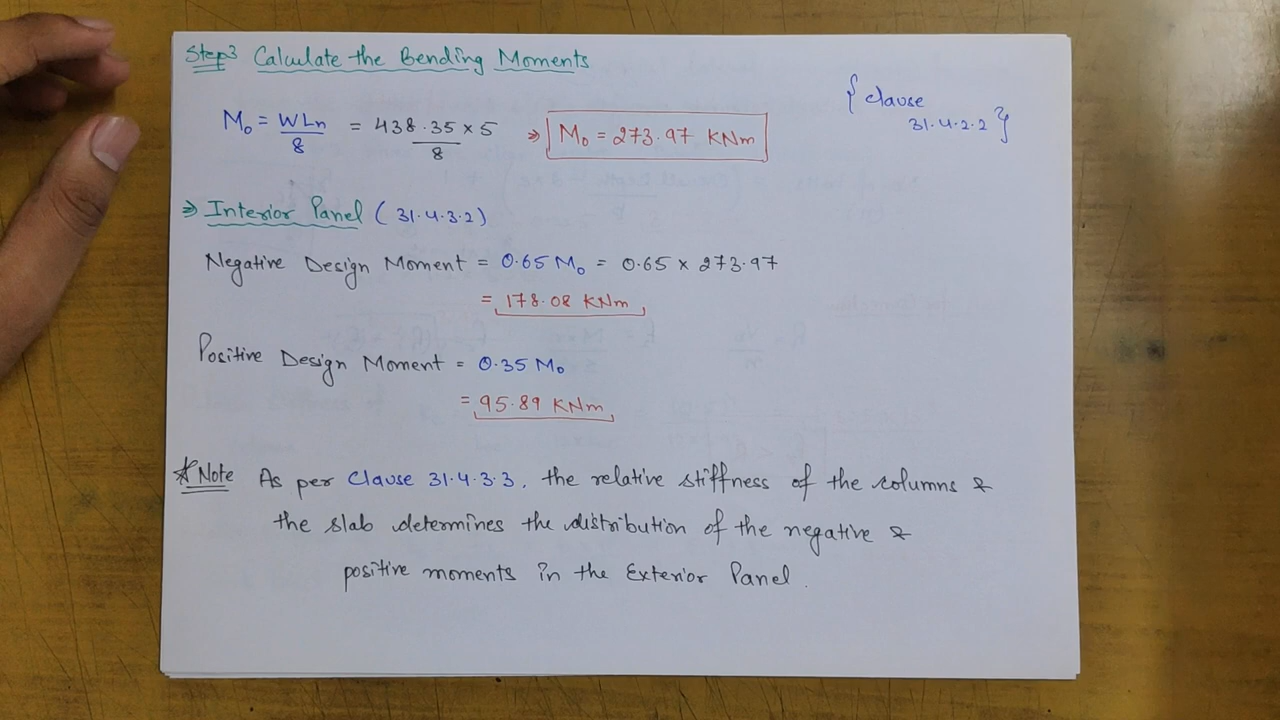 Step3 Calculate the Bending Moments
{ clause
31.4.2.2 }
M₀ = WLn/8 = 438.35 × 5/8 ⇒ M₀ = 273.97 KNm
⇒ Interior Panel (31.4.3.2)
Negative Design Moment = 0.65 M₀ = 0.65 × 273.97
= 178.08 KNm
Positive Design Moment = 0.35 M₀
= 95.89 KNm
*Note As per Clause 31.4.3.3, the relative stiffness of the columns &
the slab determines the distribution of the negative &
positive moments in the Exterior Panel.